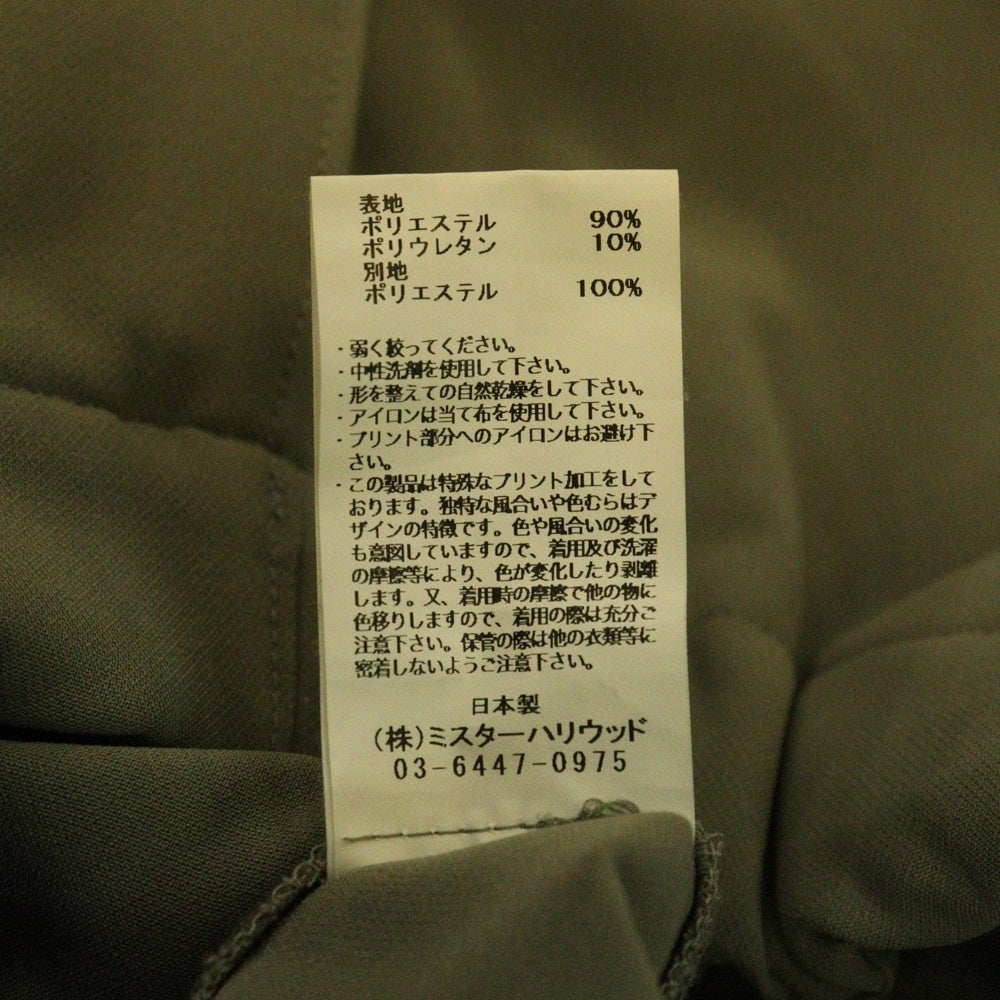 表地
ポリエステル 90%
ポリウレタン 10%
別地
ポリエステル 100%
・弱く絞ってください。
・中性洗剤を使用して下さい。
・形を整えての自然乾燥をして下さい。
・アイロンは当て布を使用して下さい。
・プリント部分へのアイロンはお避け下
さい。
・この製品は特殊なプリント加工をして
おります。独特な風合いや色むらはデ
ザインの特徴です。色や風合いの変化
も意図していますので、着用及び洗濯
の摩擦等により、色が変化したり剥離
します。又、着用時の摩擦で他の物に
色移りしますので、着用の際は充分ご
注意下さい。保管の際は他の衣類等に
密着しないようご注意下さい。
日本製
(株)ミスターハリウッド
03-6447-0975